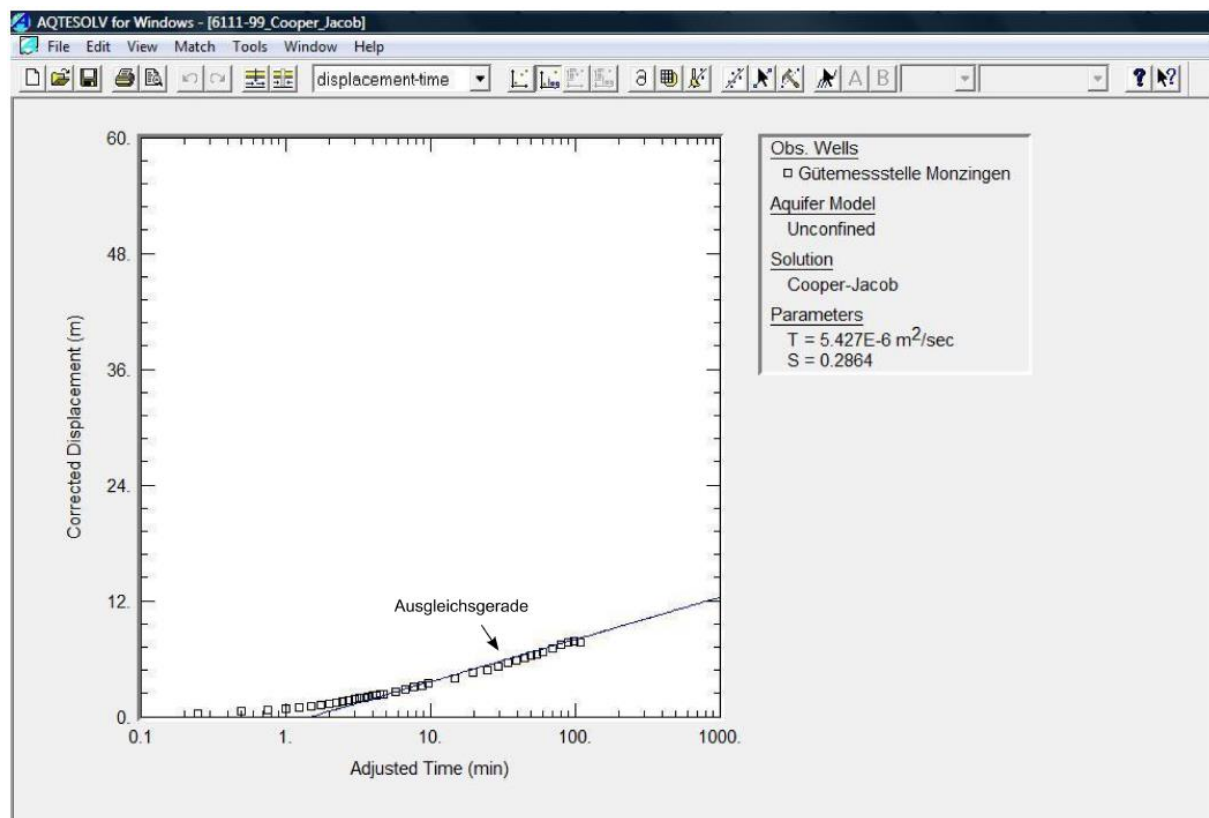 AQTESOLV for Windows - [6111-99_Cooper_Jacob]
File Edit View Match Tools Window Help
displacement-time
A B
60.
48.
36.
24.
12.
0.
Corrected Displacement (m)
Ausgleichsgerade
0.1 1. 10. 100. 1000.
Adjusted Time (min)
Obs. Wells
Gütemessstelle Monzingen
Aquifer Model
Unconfined
Solution
Cooper-Jacob
Parameters
T = 5.427E-6 m²/sec
S = 0.2864